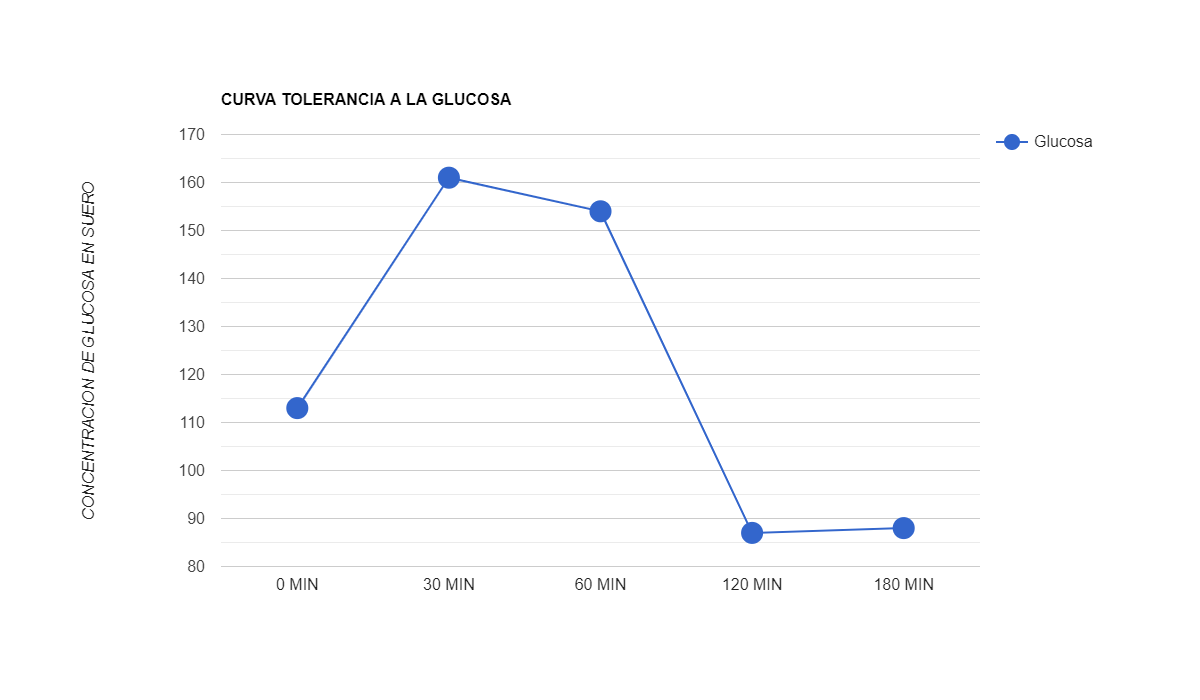 CURVA TOLERANCIA A LA GLUCOSA
Glucosa
CONCENTRACION DE GLUCOSA EN SUERO
170
160
150
140
130
120
110
100
90
80
0 MIN
30 MIN
60 MIN
120 MIN
180 MIN